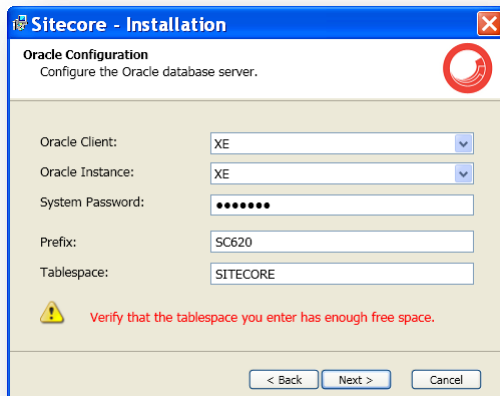 Sitecore - Installation
Oracle Configuration
Configure the Oracle database server.
Oracle Client:
XE
Oracle Instance:
XE
System Password:
•••••••
Prefix:
SC620
Tablespace:
SITECORE
Verify that the tablespace you enter has enough free space.
< Back
Next >
Cancel